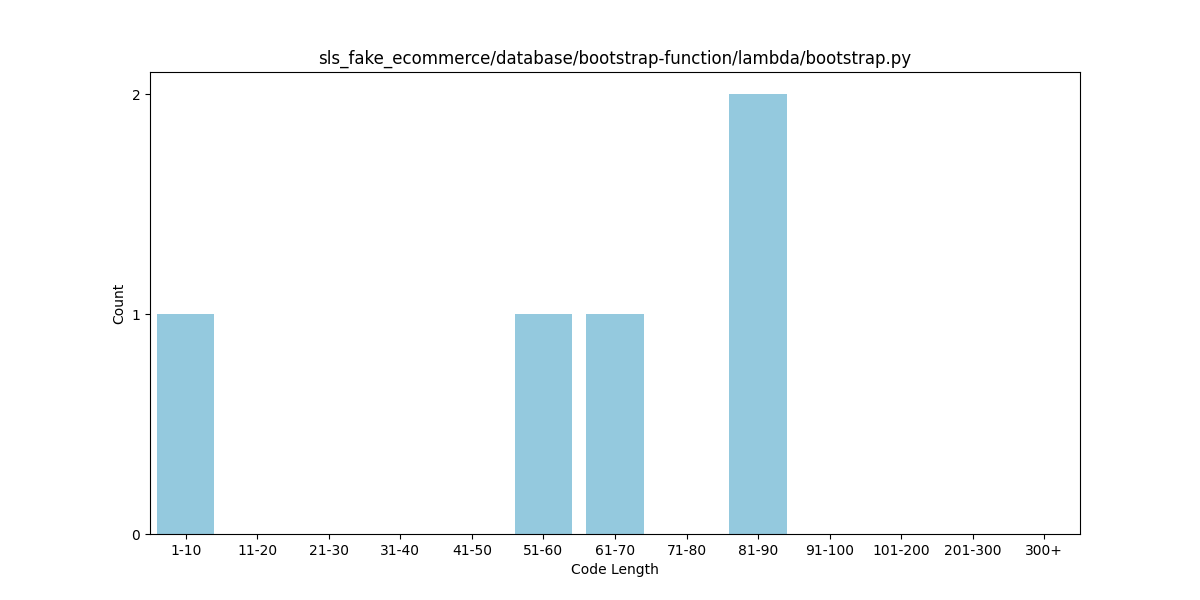 sls_fake_ecommerce/database/bootstrap-function/lambda/bootstrap.py
2
1
0
Count
1-10 11-20 21-30 31-40 41-50 51-60 61-70 71-80 81-90 91-100 101-200 201-300 300+
Code Length